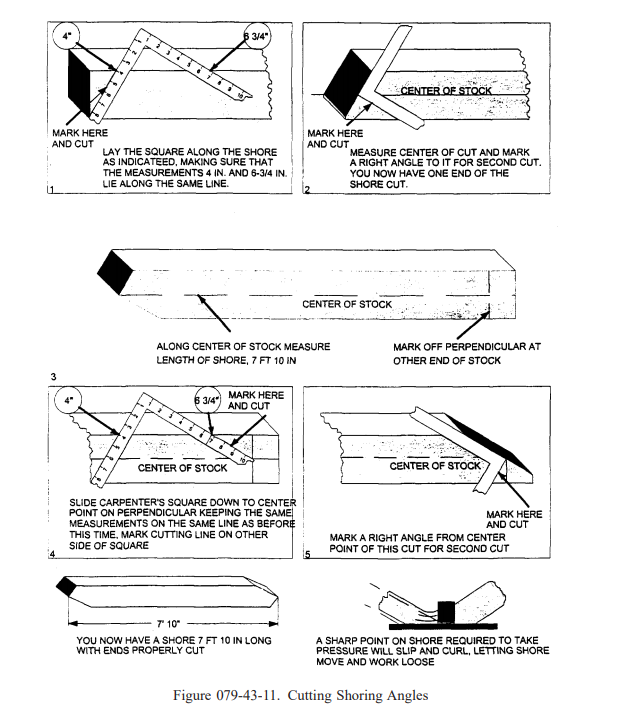 4"
6 3/4"
MARK HERE
AND CUT
LAY THE SQUARE ALONG THE SHORE
AS INDICATEED, MAKING SURE THAT
THE MEASUREMENTS 4 IN. AND 6-3/4 IN.
LIE ALONG THE SAME LINE.
1
CENTER OF STOCK
MARK HERE
AND CUT
MEASURE CENTER OF CUT AND MARK
A RIGHT ANGLE TO IT FOR SECOND CUT.
YOU NOW HAVE ONE END OF THE
SHORE CUT.
2
CENTER OF STOCK
ALONG CENTER OF STOCK MEASURE
LENGTH OF SHORE, 7 FT 10 IN
MARK OFF PERPENDICULAR AT
OTHER END OF STOCK
3
4"
6 3/4"
MARK HERE
AND CUT
CENTER OF STOCK
SLIDE CARPENTER'S SQUARE DOWN TO CENTER
POINT ON PERPENDICULAR KEEPING THE SAME
MEASUREMENTS ON THE SAME LINE AS BEFORE
THIS TIME, MARK CUTTING LINE ON OTHER
SIDE OF SQUARE
4
CENTER OF STOCK
MARK HERE
AND CUT
MARK A RIGHT ANGLE FROM CENTER
POINT OF THIS CUT FOR SECOND CUT
5
7' 10"
YOU NOW HAVE A SHORE 7 FT 10 IN LONG
WITH ENDS PROPERLY CUT
A SHARP POINT ON SHORE REQUIRED TO TAKE
PRESSURE WILL SLIP AND CURL, LETTING SHORE
MOVE AND WORK LOOSE
Figure 079-43-11. Cutting Shoring Angles